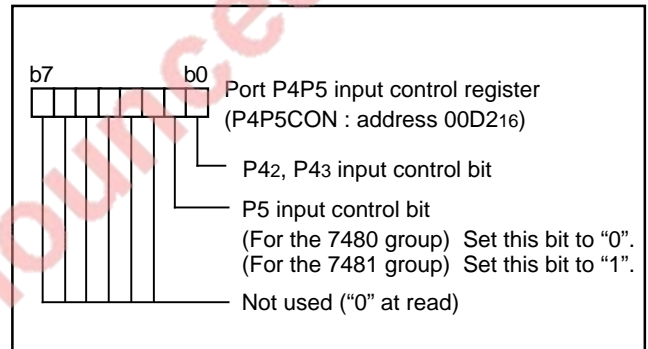 b7 b0
Port P4P5 input control register
(P4P5CON : address 00D216)
P42, P43 input control bit
P5 input control bit
(For the 7480 group) Set this bit to “0”.
(For the 7481 group) Set this bit to “1”.
Not used (“0” at read)